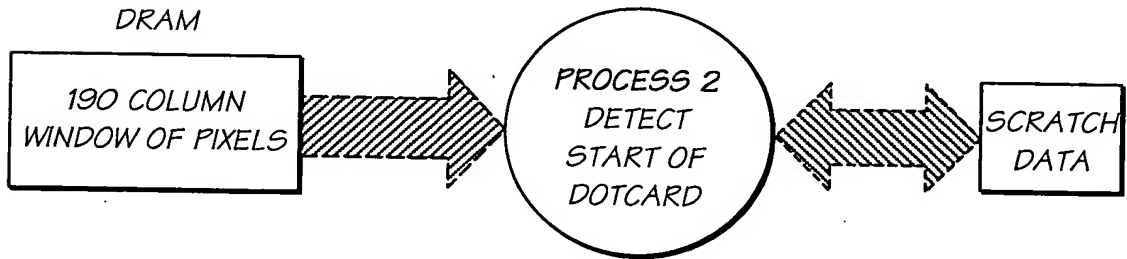 DRAM
190 COLUMN
WINDOW OF PIXELS
PROCESS 2
DETECT
START OF
DOTCARD
SCRATCH
DATA